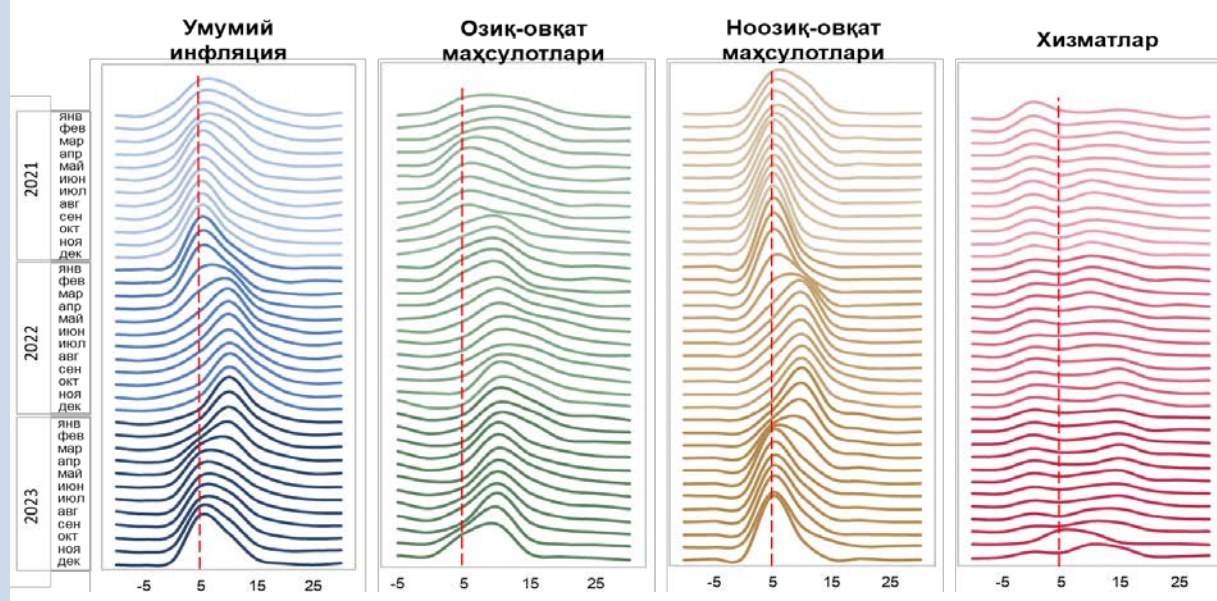 Умумий
инфляция
Озиқ-овқат
маҳсулотлари
Ноозиқ-овқат
маҳсулотлари
Хизматлар
2021
янв
фев
мар
апр
май
июн
июл
авг
сен
окт
ноя
дек
2022
янв
фев
мар
апр
май
июн
июл
авг
сен
окт
ноя
дек
2023
янв
фев
мар
апр
май
июн
июл
авг
сен
окт
ноя
дек
-5 5 15 25
-5 5 15 25
-5 5 15 25
-5 5 15 25